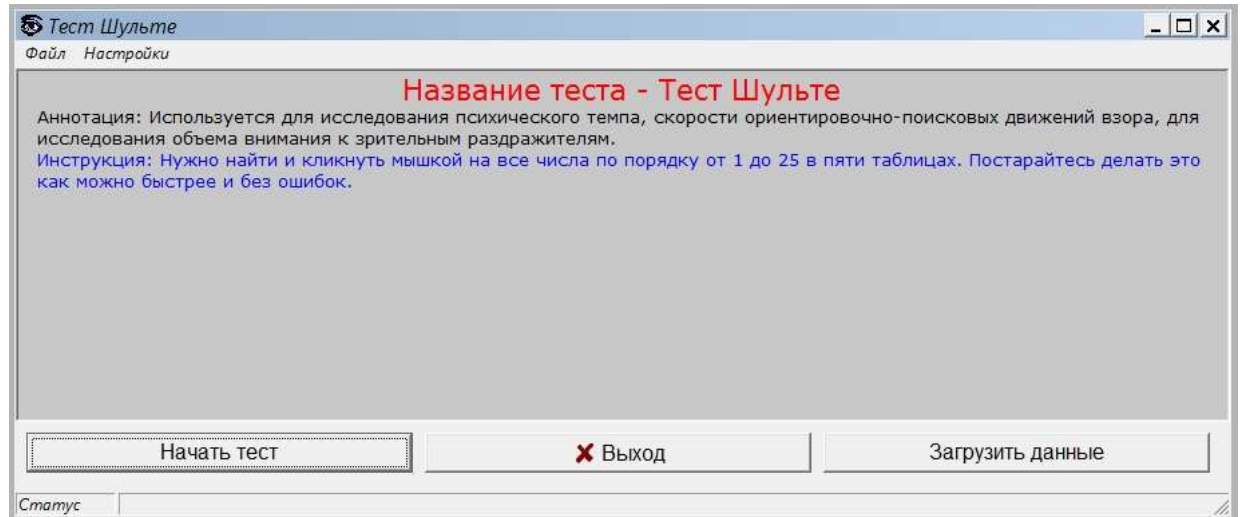 Тест Шульте
Файл Настройки
Название теста - Тест Шульте
Аннотация: Используется для исследования психического темпа, скорости ориентировочно-поисковых движений взора, для
исследования объема внимания к зрительным раздражителям.
Инструкция: Нужно найти и кликнуть мышкой на все числа по порядку от 1 до 25 в пяти таблицах. Постарайтесь делать это
как можно быстрее и без ошибок.
Начать тест Выход Загрузить данные
Статус